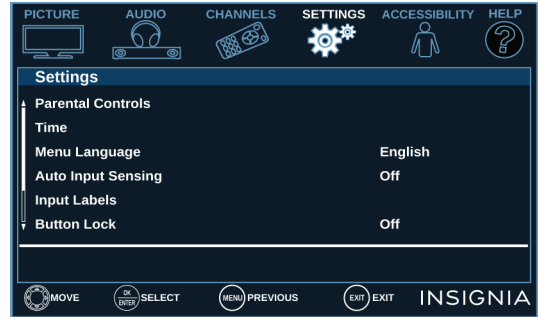 PICTURE AUDIO CHANNELS SETTINGS ACCESSIBILITY HELP
Settings
Parental Controls
Time
Menu Language English
Auto Input Sensing Off
Input Labels
Button Lock Off
MOVE OK ENTER SELECT MENU PREVIOUS EXIT EXIT INSIGNIA